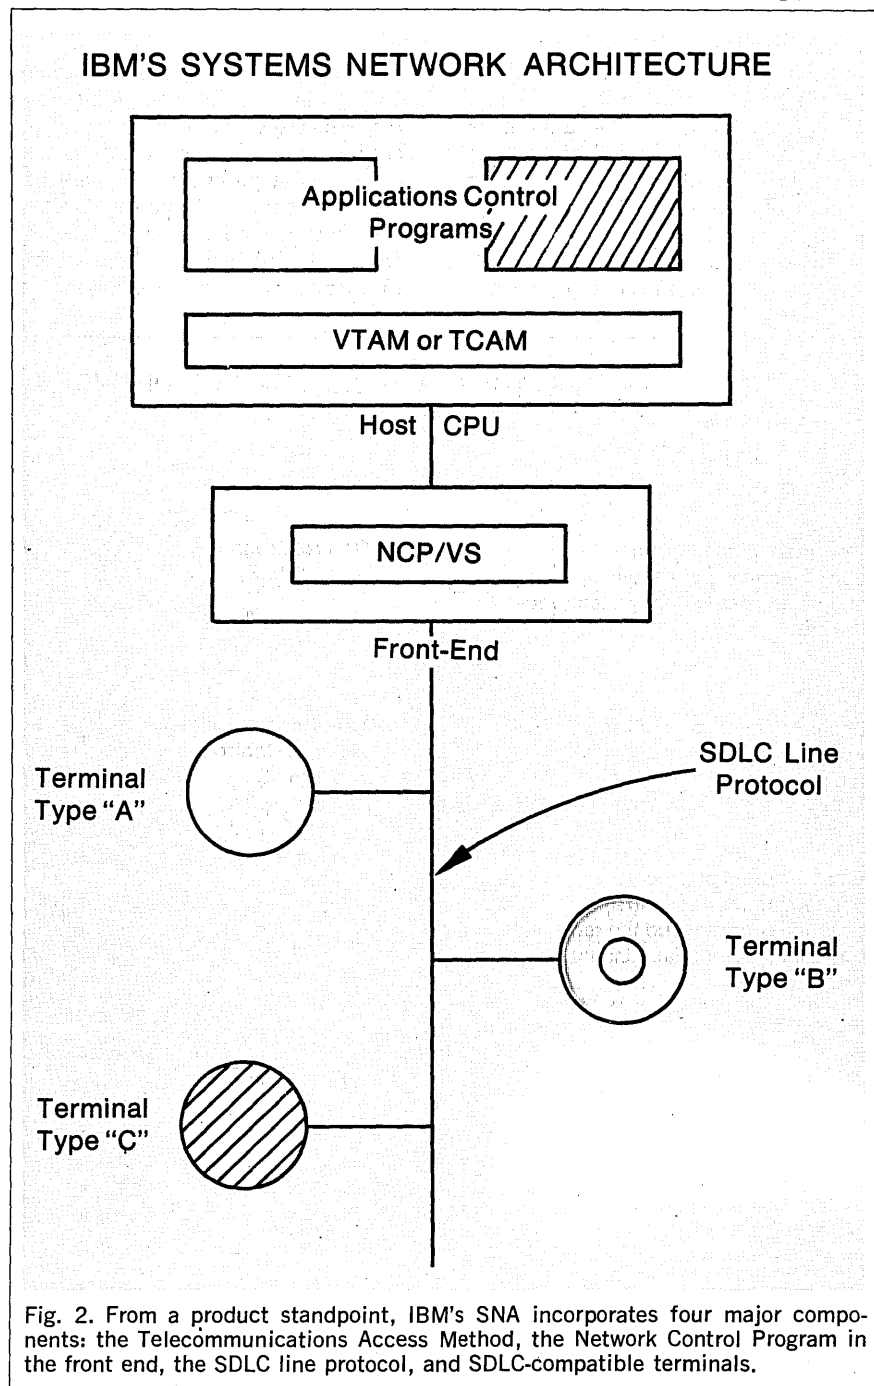 IBM'S SYSTEMS NETWORK ARCHITECTURE
Applications Control
Programs
VTAM or TCAM
Host CPU
NCP/VS
Front-End
SDLC Line
Protocol
Terminal
Type "A"
Terminal
Type "B"
Terminal
Type "C"
Fig. 2. From a product standpoint, IBM's SNA incorporates four major compo-
nents: the Telecommunications Access Method, the Network Control Program in
the front end, the SDLC line protocol, and SDLC-compatible terminals.